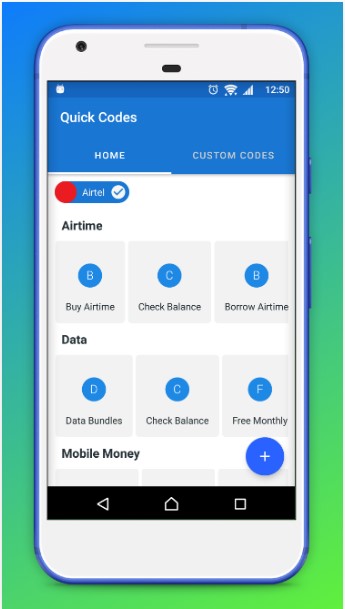 12:50
Quick Codes
HOME CUSTOM CODES
Airtel
Airtime
B C B
Buy Airtime Check Balance Borrow Airtime
Data
D C F
Data Bundles Check Balance Free Monthly
Mobile Money
+